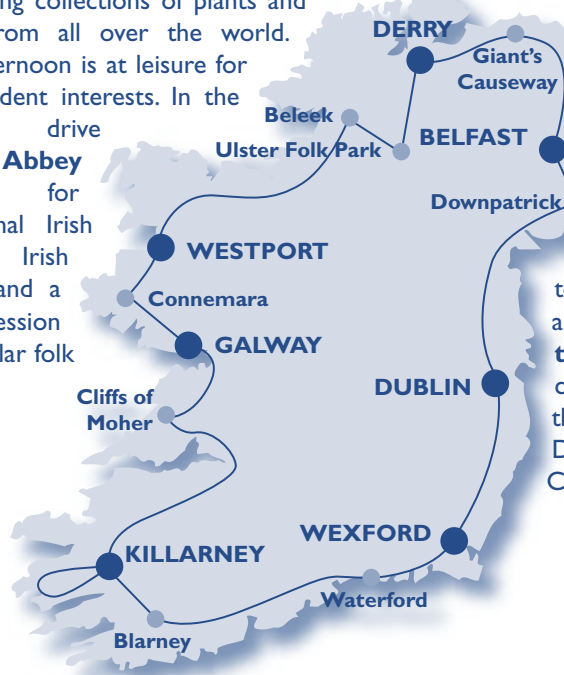 ng collections of plants and
rom all over the world.
ernoon is at leisure for
dent interests. In the
drive
Abbey
for
nal Irish
Irish
and a
ession
lar folk
DERRY
Giant's
Causeway
Beleek
Ulster Folk Park
BELFAST
Downpatrick
WESTPORT
Connemara
GALWAY
Cliffs of
Moher
DUBLIN
WEXFORD
KILLARNEY
Waterford
Blarney
t
a
t
o
th
D
C